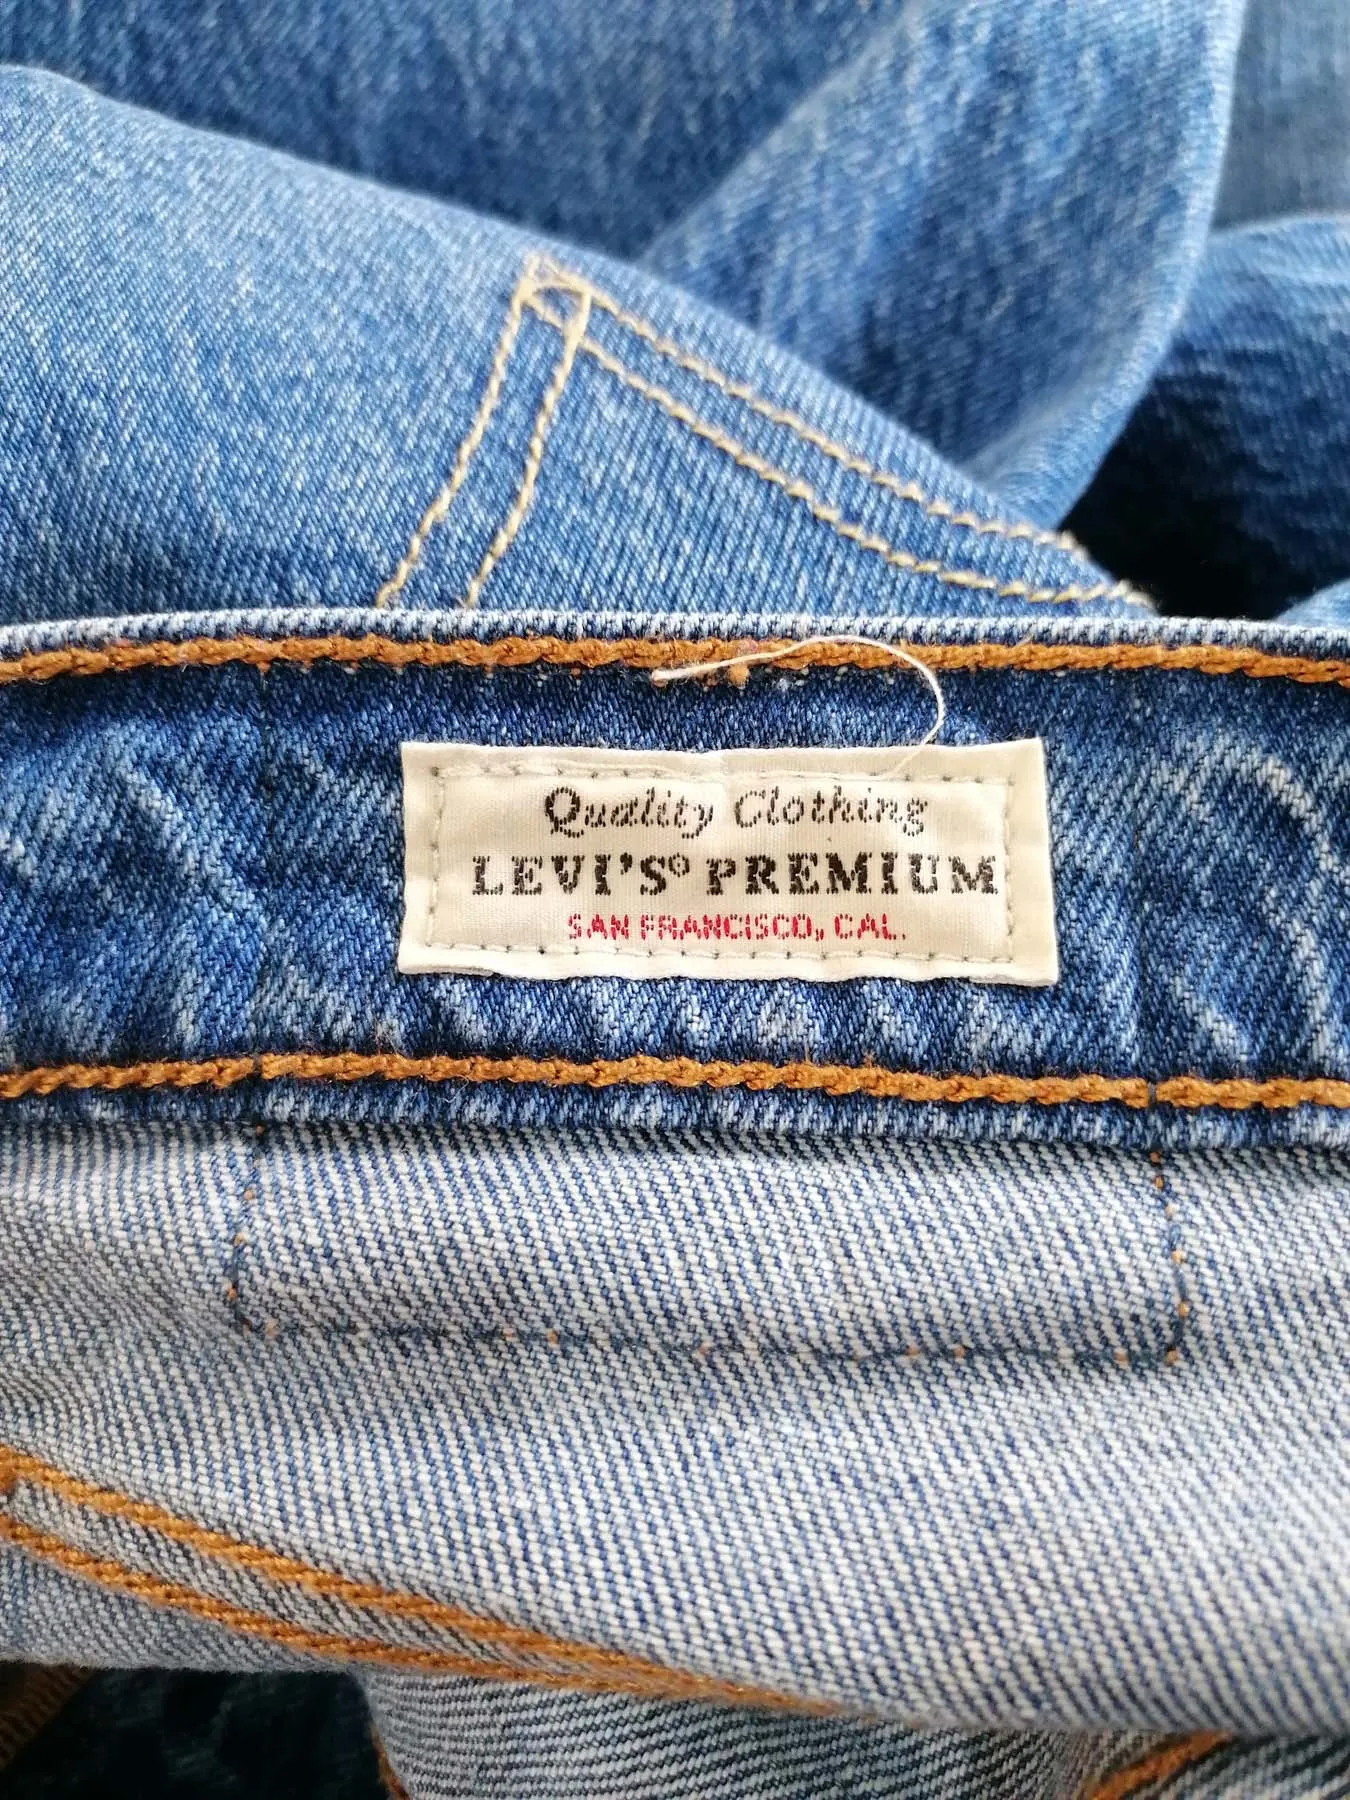 Quality Clothing
LEVI'S® PREMIUM
SAN FRANCISCO, CAL.